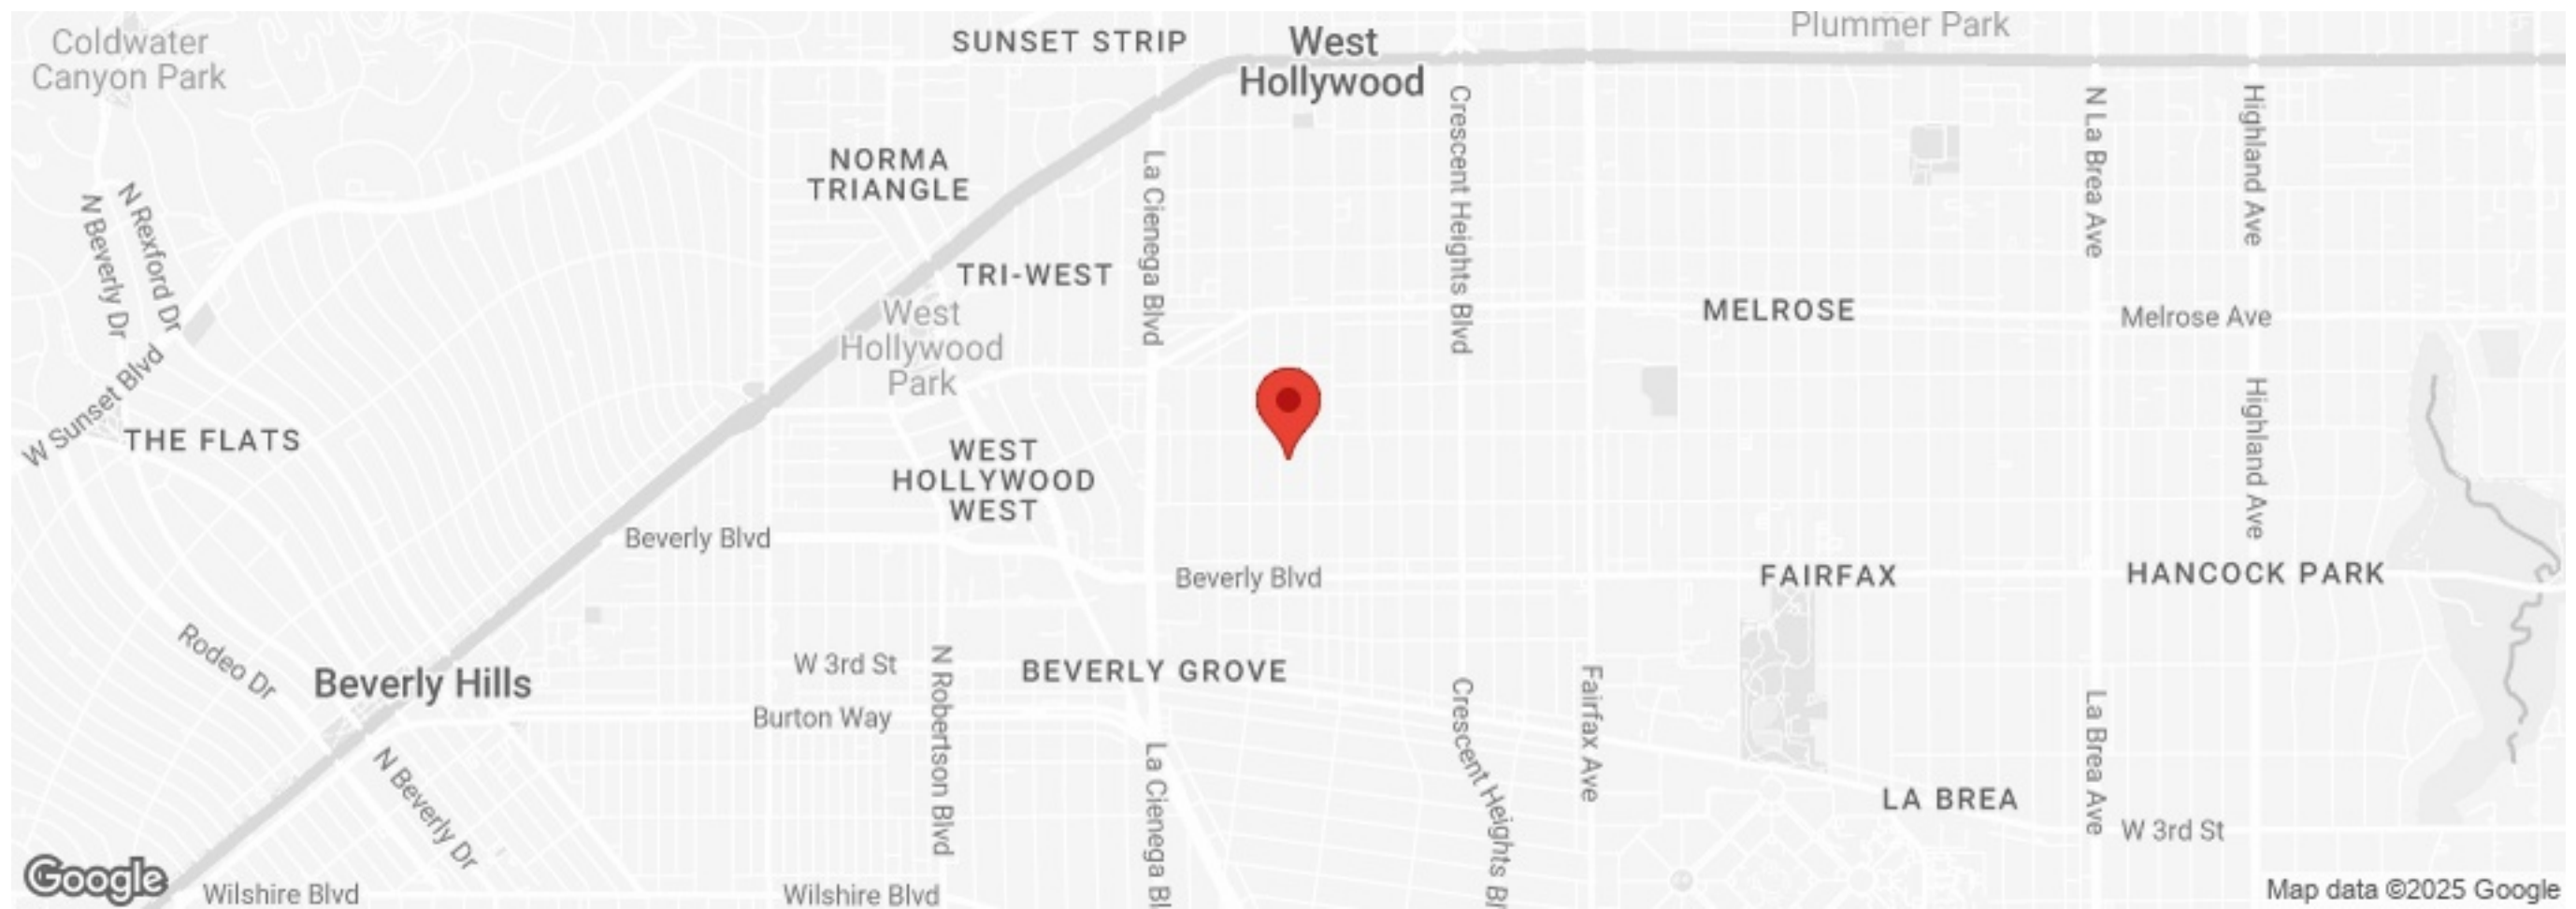 Coldwater
Canyon Park
SUNSET STRIP
West
Hollywood
Plummer Park
NORMA
TRIANGLE
N Rexford Dr
N Beverly Dr
La Cienega Blvd
Crescent Heights Blvd
N La Brea Ave
Highland Ave
TRI-WEST
West
Hollywood
Park
MELROSE
Melrose Ave
W Sunset Blvd
THE FLATS
WEST
HOLLYWOOD
WEST
Highland Ave
Beverly Blvd
Beverly Blvd
FAIRFAX
HANCOCK PARK
Rodeo Dr
Beverly Hills
W 3rd St
N Robertson Blvd
BEVERLY GROVE
Burton Way
Crescent Heights Bl
Fairfax Ave
La Brea Ave
N Beverly Dr
La Cienega Bl
LA BREA
W 3rd St
Google
Wilshire Blvd
Wilshire Blvd
Map data ©2025 Google